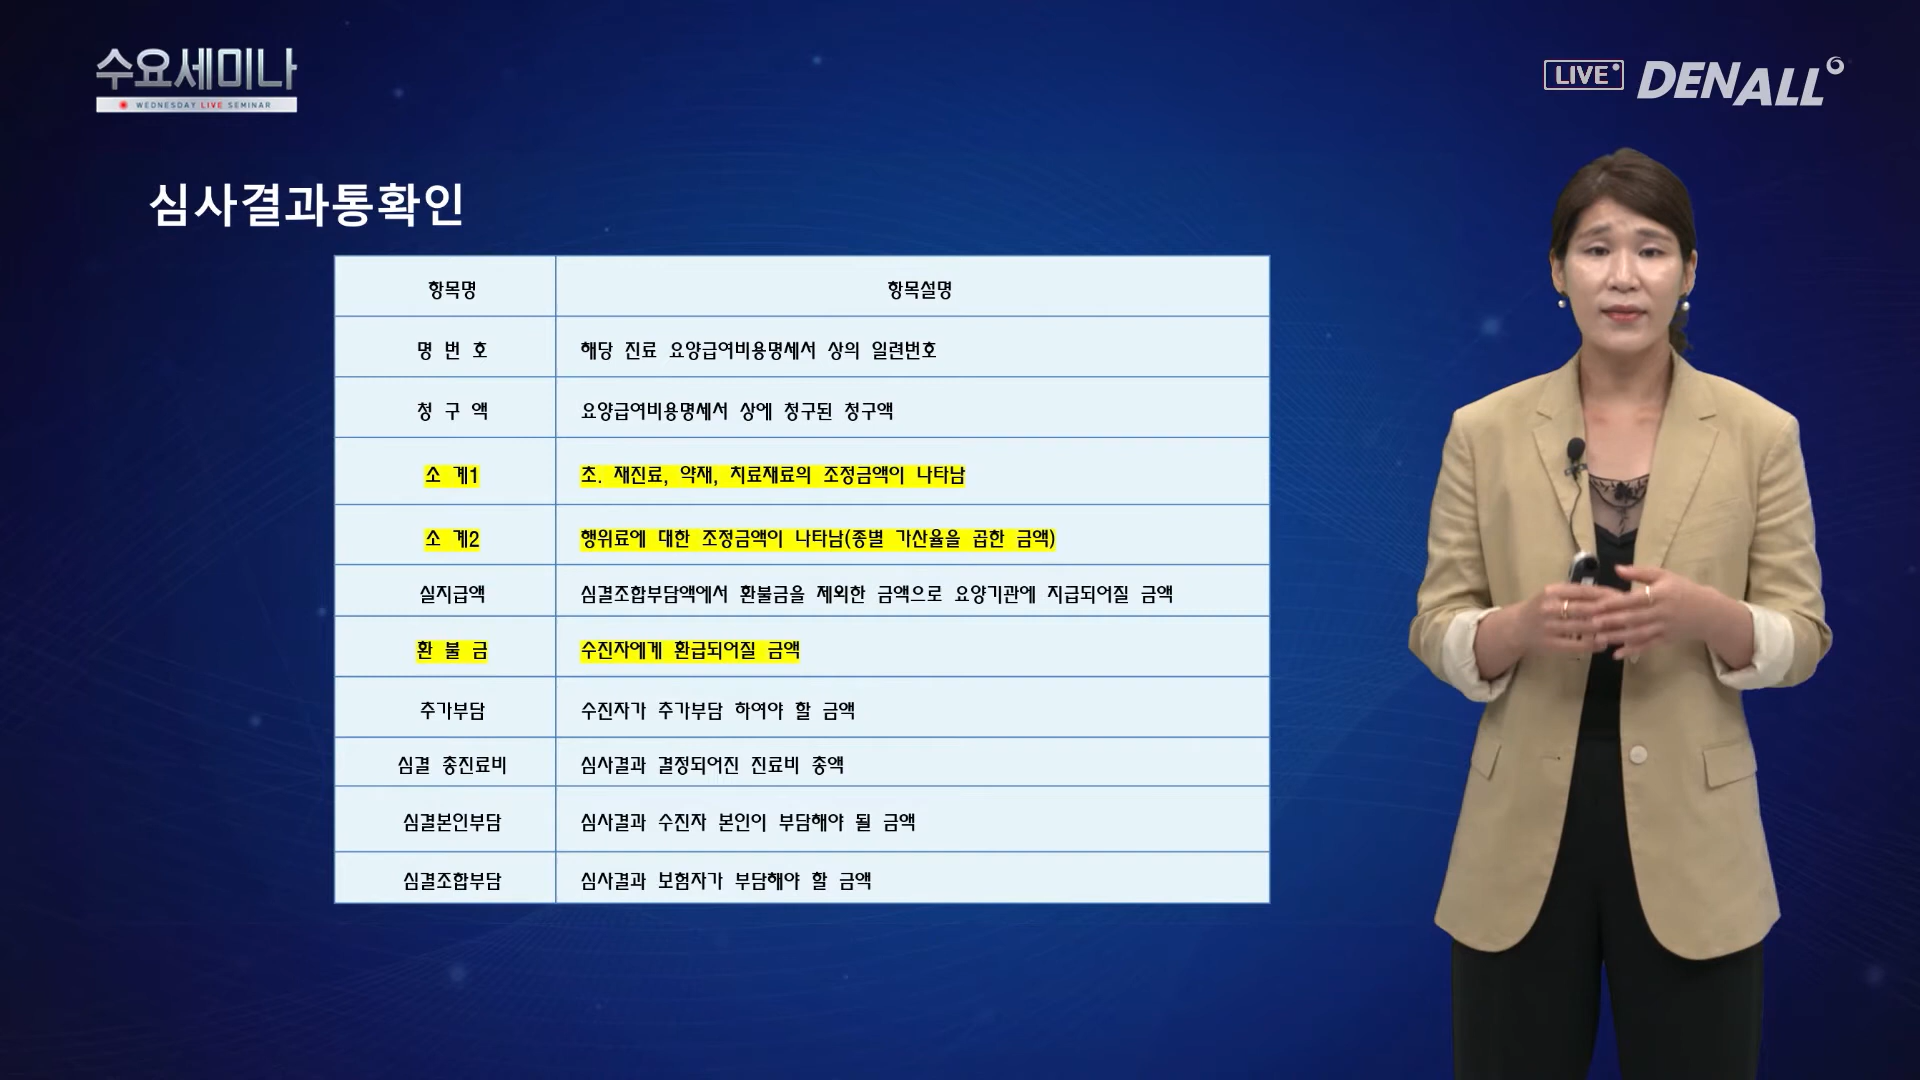 수요세미나
WEDNESDAY LIVE SEMINAR
LIVE DENALL
심사결과통확인
항목명 항목설명
명 번 호 해당 진료 요양급여비용명세서 상의 일련번호
청 구 액 요양급여비용명세서 상에 청구된 청구액
소 계1 초. 재진료, 약재, 치료재료의 조정금액이 나타남
소 계2 행위료에 대한 조정금액이 나타남(종별 가산율을 곱한 금액)
실지급액 심결조합부담액에서 환불금을 제외한 금액으로 요양기관에 지급되어질 금액
환 불 금 수진자에게 환급되어질 금액
추가부담 수진자가 추가부담 하여야 할 금액
심결 총진료비 심사결과 결정되어진 진료비 총액
심결본인부담 심사결과 수진자 본인이 부담해야 될 금액
심결조합부담 심사결과 보험자가 부담해야 할 금액